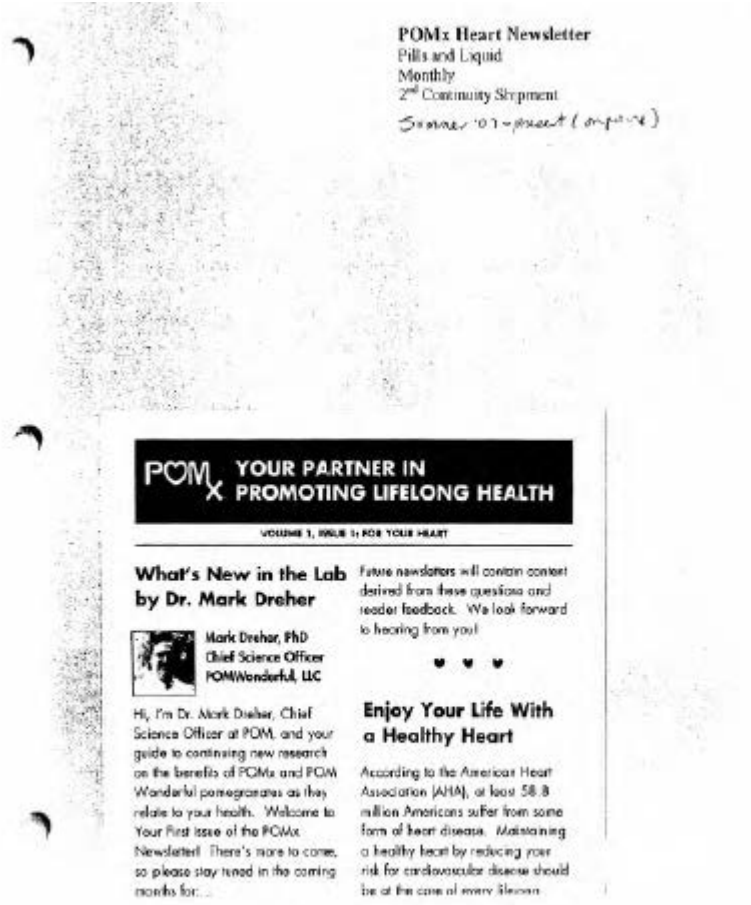 POMx Heart Newsletter
Pills and Liquid
Monthly
2nd Continuity Shipment
Summer '07 - present (ongoing)
POMx YOUR PARTNER IN
PROMOTING LIFELONG HEALTH
VOLUME 1, ISSUE 1: FOR YOUR HEART
What's New in the Lab
by Dr. Mark Dreher
Mark Dreher, PhD
Chief Science Officer
POMWonderful, LLC
Hi, I'm Dr. Mark Dreher, Chief
Science Officer at POM, and your
guide to continuing new research
on the benefits of POMx and POM
Wonderful pomegranates as they
relate to your health. Welcome to
Your First Issue of the POMx
Newsletter! There's more to come,
so please stay tuned in the coming
months for...
Future newsletters will contain content
derived from these questions and
reader feedback. We look forward
to hearing from you!
Enjoy Your Life With
a Healthy Heart
According to the American Heart
Association (AHA), at least 58.8
million Americans suffer from some
form of heart disease. Maintaining
a healthy heart by reducing your
risk for cardiovascular disease should
be at the core of every lifelong